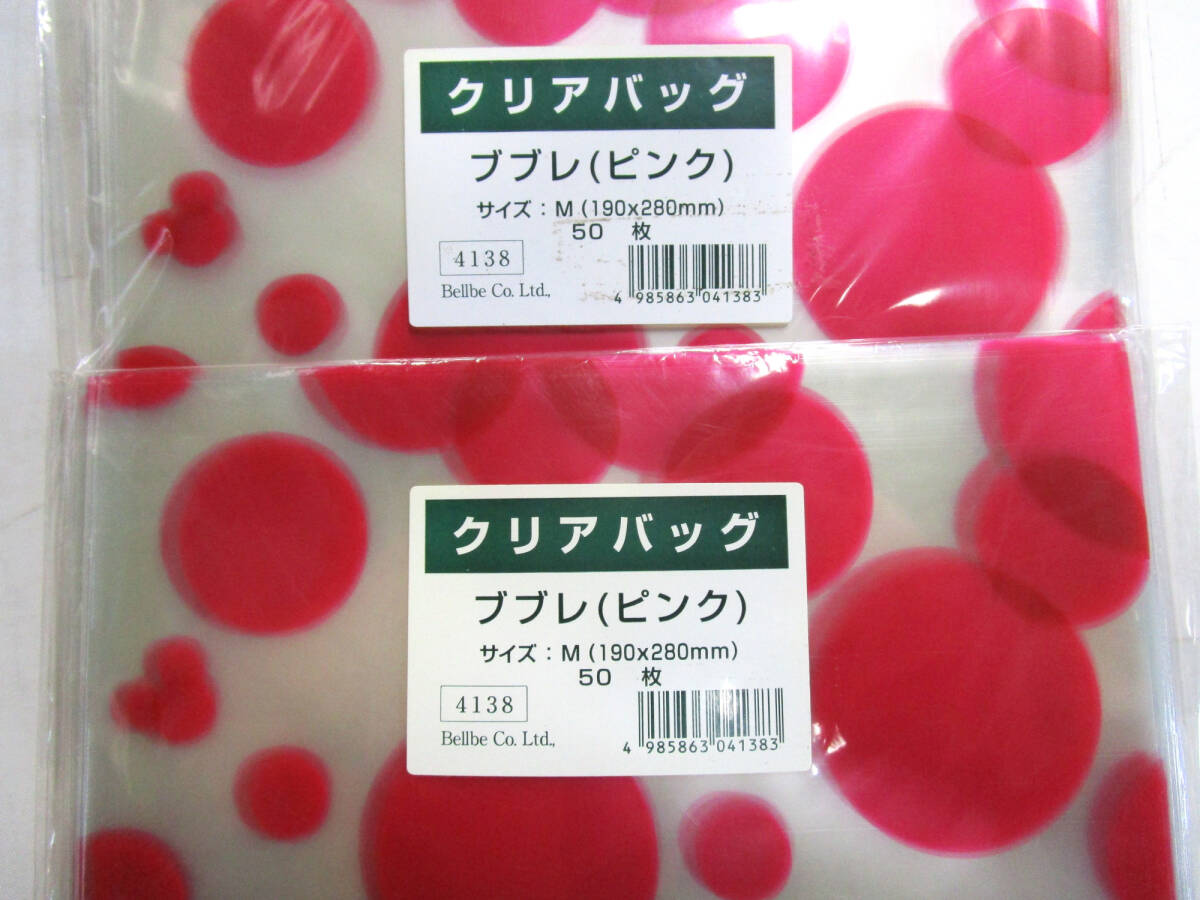 クリアバッグ
ブブレ(ピンク)
サイズ：M(190x280mm)
50 枚
4138
Bellbe Co. Ltd.,
4 985863 041383
クリアバッグ
ブブレ(ピンク)
サイズ：M(190x280mm)
50 枚
4138
Bellbe Co. Ltd.,
4 985863 041383